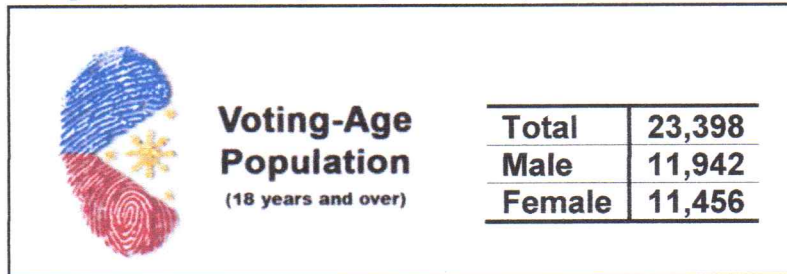 Voting-Age
Population
(18 years and over)
Total 23,398
Male 11,942
Female 11,456